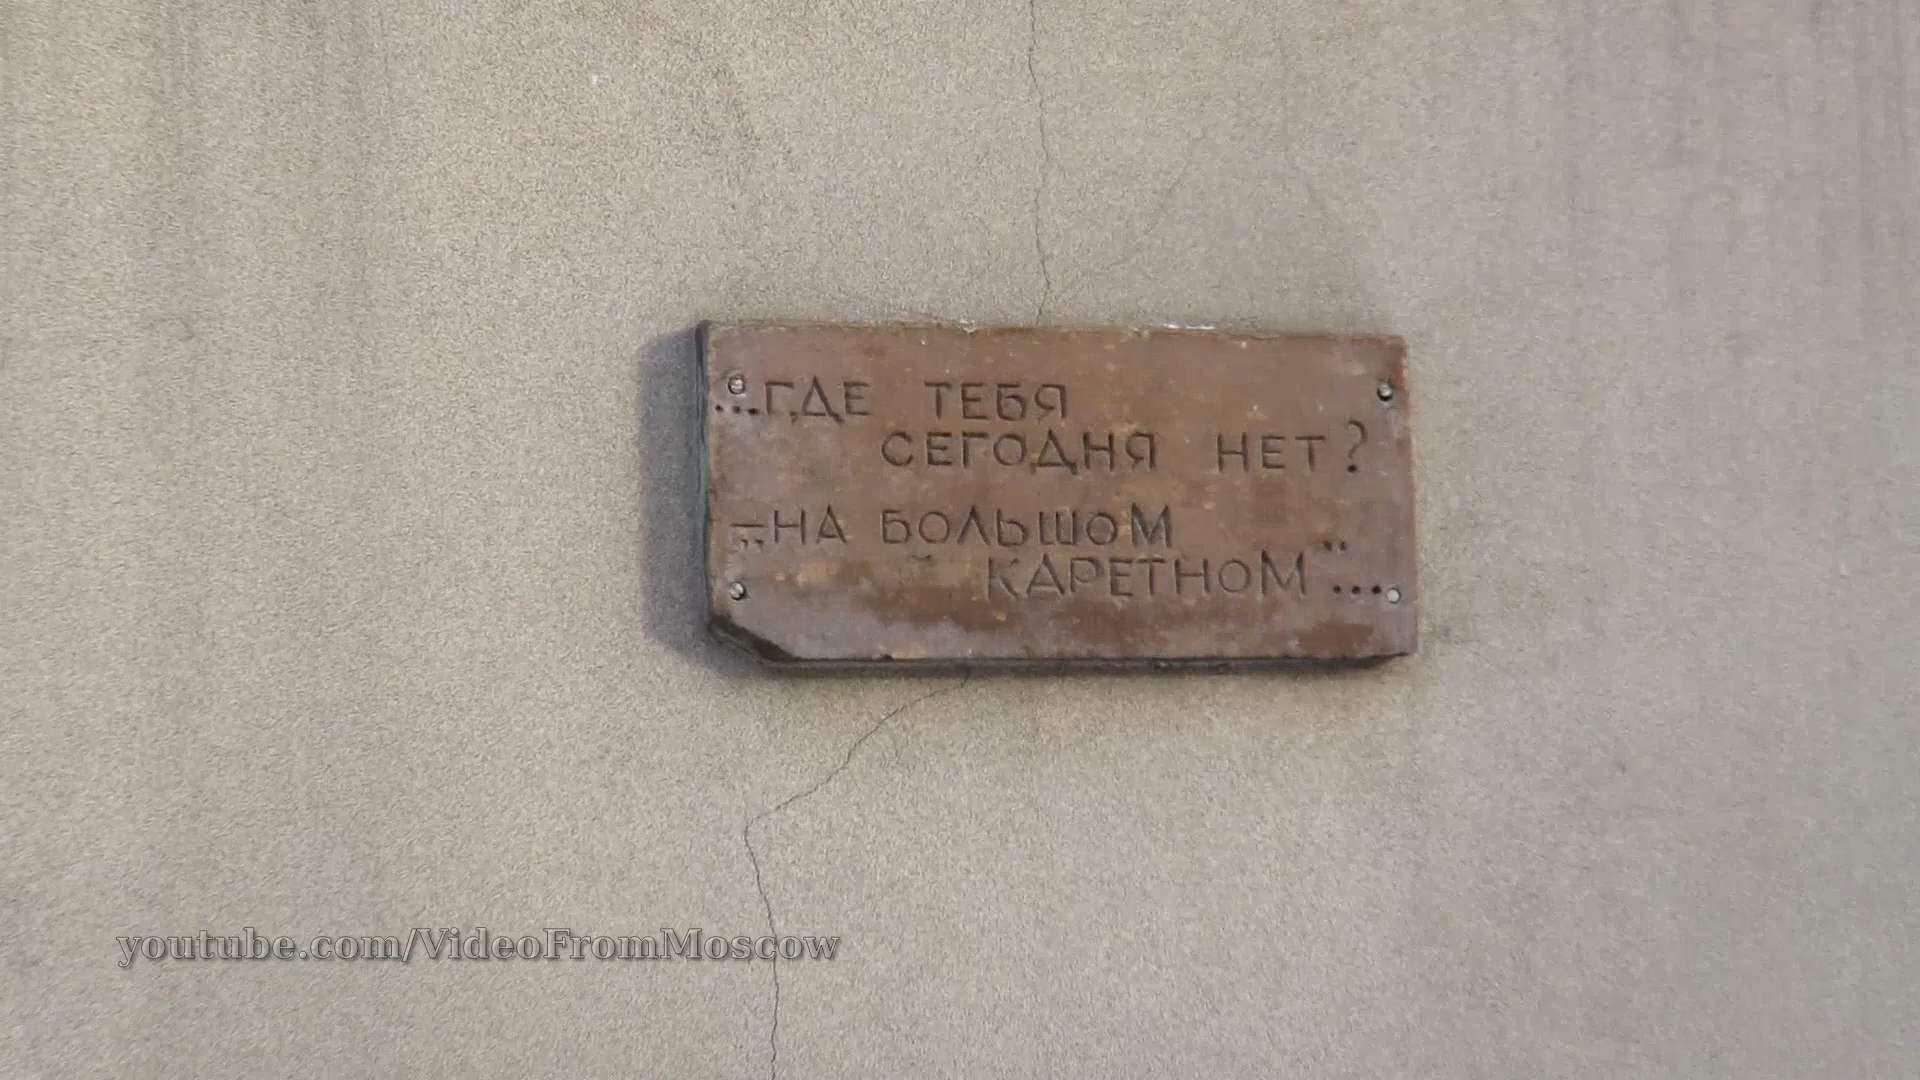 ...ГДЕ ТЕБЯ
СЕГОДНЯ НЕТ?
–НА БОЛЬШОМ
КАРЕТНОМ"...
youtube.com/VideoFromMoscow